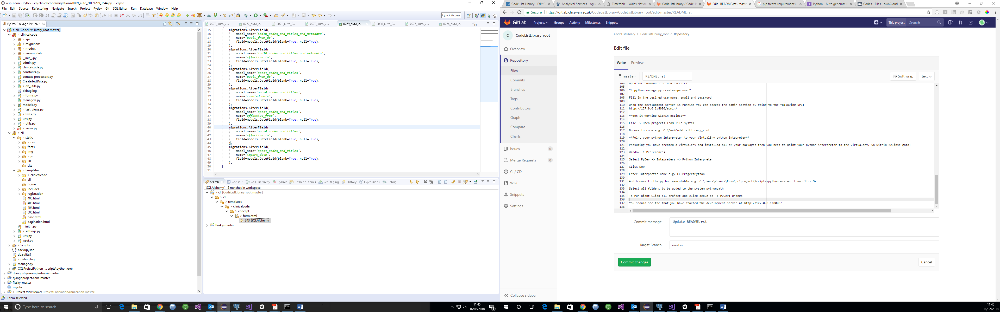 wsp-neon - PyDev - cll/clinicalcode/migrations/0069_auto_20171219_1544.py - Eclipse
File Edit Source Refactoring Refactor Navigate Search Project Pydev Git SQL Editor Run Database Window Help
Quick Access
PyDev Package Explorer
> cll [CodeListLibrary_root master]
> clinicalcode
> api
> migrations
> models
> viewmodels
__init__.py
admin.py
clinicalcode.py
constants.py
context_processors.py
CreateTestData.py
> db_utils.py
debug.log
> forms.py
managers.py
models.py
> test_views.py
> tests.py
urls.py
> utils.py
> views.py
> cll
> static
> css
fonts
img
> js
lib
site
> templates
> clinicalcode
cll
home
> includes
registration
400.html
403.html
404.html
500.html
base.html
pagination.html
__init__.py
> settings.py
urls.py
wsgi.py
> Scripts
backup.json
db.sqlite3
> debug.log
manage.py
CCLProjectPython ... cripts\python.exe)
django-by-example-book-master
djangoproject.com-master
flasky-master
mysite
> Project View Maker [ProjectEncryptionApplication master]
1 item selected
0073_auto_2... 0072_auto_2... 0071_auto_2... 0070_auto_2... 0069_auto_2... 0038_auto_2... 0075_auto_2... 0074_auto_2... 38
15 migrations.AlterField(
16 model_name='icd10_codes_and_titles_and_metadata',
17 name='avail_from_dt',
18 field=models.DateField(blank=True, null=True),
19 ),
20 migrations.AlterField(
21 model_name='icd10_codes_and_titles_and_metadata',
22 name='effective_to',
23 field=models.DateField(blank=True, null=True),
24 ),
25 migrations.AlterField(
26 model_name='opcs4_codes_and_titles',
27 name='avail_from_dt',
28 field=models.DateField(blank=True, null=True),
29 ),
30 migrations.AlterField(
31 model_name='opcs4_codes_and_titles',
32 name='created_date',
33 field=models.DateField(blank=True, null=True),
34 ),
35 migrations.AlterField(
36 model_name='opcs4_codes_and_titles',
37 name='effective_from',
38 field=models.DateField(blank=True, null=True),
39 ),
40 migrations.AlterField(
41 model_name='opcs4_codes_and_titles',
42 name='effective_to',
43 field=models.DateField(blank=True, null=True),
44 ),
45 migrations.AlterField(
46 model_name='opcs4_codes_and_titles',
47 name='import_date',
48 field=models.DateField(blank=True, null=True),
49 ),
50 ]
51
Search Console Call Hierarchy PyUnit Git Repositories Git Staging History Expressions Debug
'SQLAlchemy' - 5 matches in workspace
> cll [CodeListLibrary_root master]
> cll
> templates
> clinicalcode
> concept
> form.html
343: SQLAlchemy
flasky-master
Type here to search
11:45
16/02/2018
Code List Library - Edit C Analytical Services - Agil Timetable - Wales Nation CodeListLibrary / CodeLis Edit · README.rst · maste pip freeze requirements Python - Auto generate Codes - Files - ownCloud
Secure https://gitlab.chi.swan.ac.uk/CodeListLibrary/CodeListLibrary_root/edit/master/README.rst
GitLab Projects Groups Activity Milestones Snippets This project Search
C CodeListLibrary_root
Overview
Repository
Files
Commits
Branches
Tags
Contributors
Graph
Compare
Charts
Issues 0
Merge Requests 0
CI / CD
Wiki
Snippets
Settings
Collapse sidebar
CodeListLibrary > CodeListLibrary_root > Repository
Edit file
Write Preview
master README.rst Soft wrap text
104 Open the command line and execute:
105
106 *> python manage.py createsuperuser*
107
108 Fill in the desired username, email and password
109
110 When the development server is running you can access the admin section by going to the following url:
111 http://127.0.0.1:8000/admin/
112
113 **Get it working within Eclipse**
114
115 File -> Open projects from file system
116
117 Browse to code e.g. C:\Dev\CodeListLibrary_root
118
119 **Point your python interpreter to your VirtualEnv python Intepreter**
120
121 Presuming you have created a virtualenv and installed all of your packages then you need to point your python interpreter to the virtualenv. So within Eclipse goto:
122
123 Window -> Preferences
124
125 Select PyDev -> Intepreters -> Python Interpreter
126
127 Click New
128
129 Enter Interpreter name e.g. CCLProjectPython
130
131 And browse to the python executable e.g. C:\Users\<user>\Envs\cclproject\Scripts\python.exe and then click Ok.
132
133 Select all folders to be added to the system pythonpath
134
135 To run Right Click cll project and click debug as -> PyDev: Django
136
137 You should see the that you have started the development server at http://127.0.0.1:8000/
138
Commit message Update README.rst
Target Branch master
Commit changes Cancel
11:45
16/02/2018